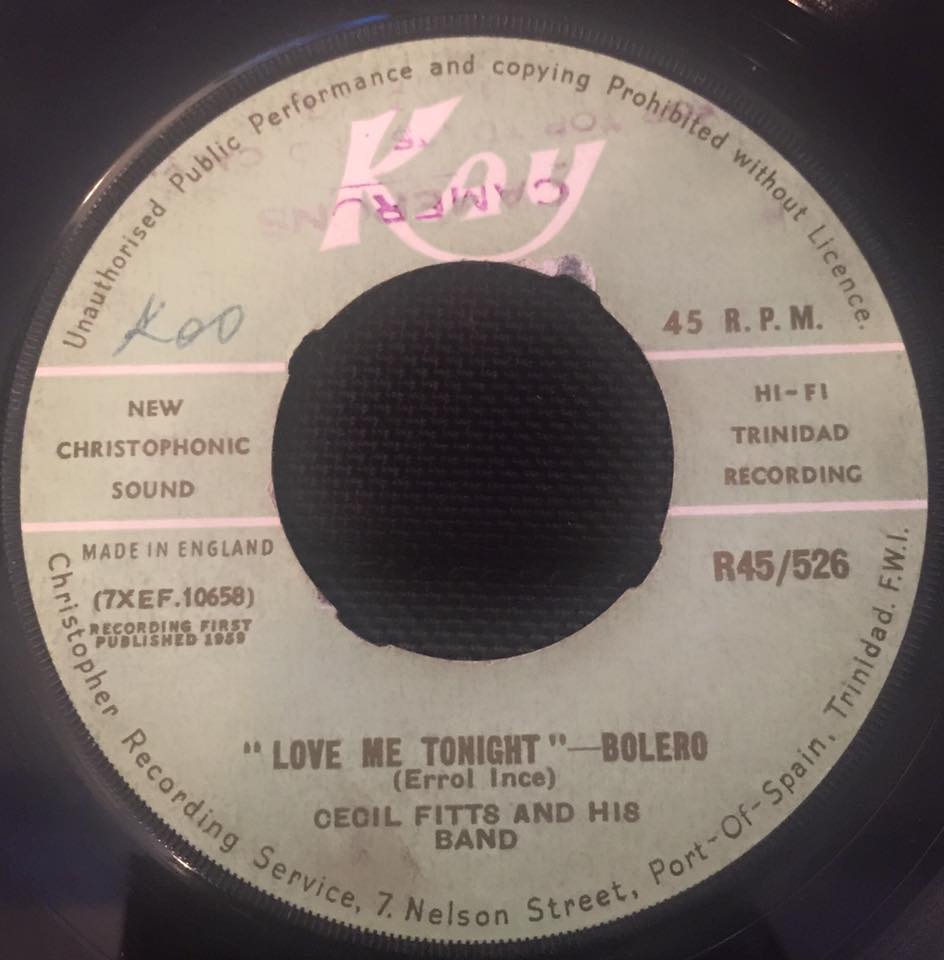 Unauthorised Public Performance and copying Prohibited without Licence.
Kay
CAMERONS
Koo
45 R.P.M.
NEW
CHRISTOPHONIC
SOUND
HI-FI
TRINIDAD
RECORDING
MADE IN ENGLAND
(7XEF.10658)
RECORDING FIRST
PUBLISHED 1959
R45/526
"LOVE ME TONIGHT"—BOLERO
(Errol Ince)
CECIL FITTS AND HIS
BAND
Christopher Recording Service, 7. Nelson Street, Port-Of-Spain, Trinidad. F.W.I.